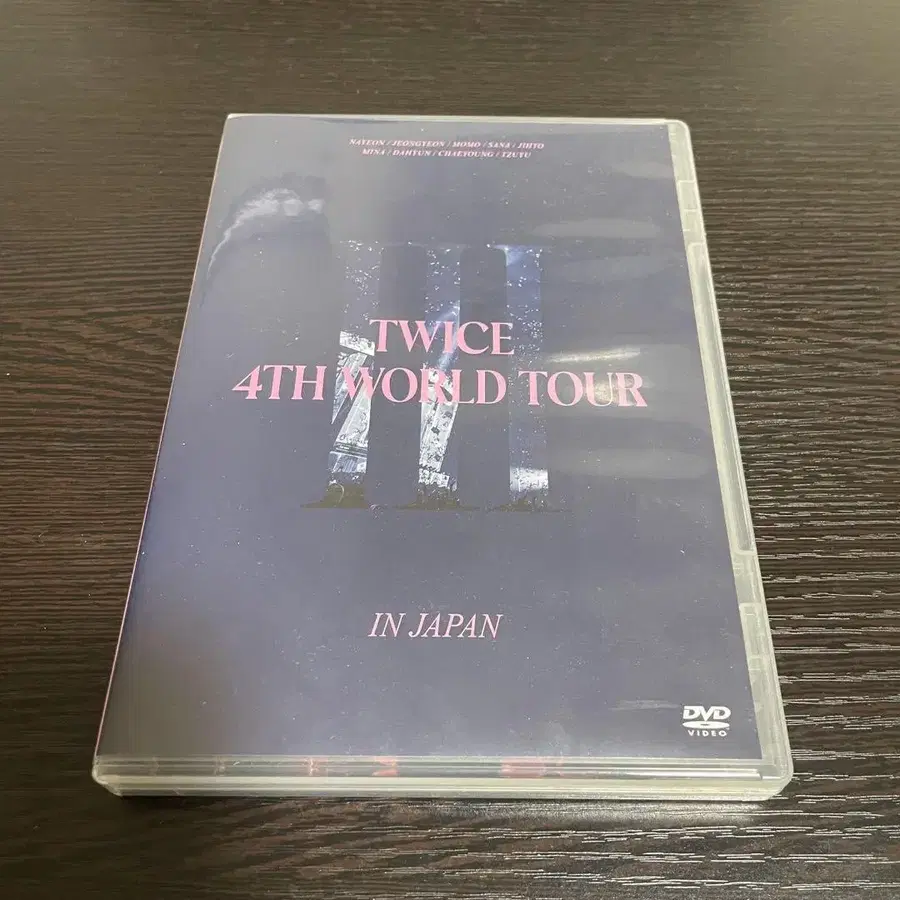 NAYEON / JEONGYEON / MOMO / SANA / JIHYO
MINA / DAHYUN / CHAEYOUNG / TZUYU
TWICE
4TH WORLD TOUR
IN JAPAN
DVD
VIDEO